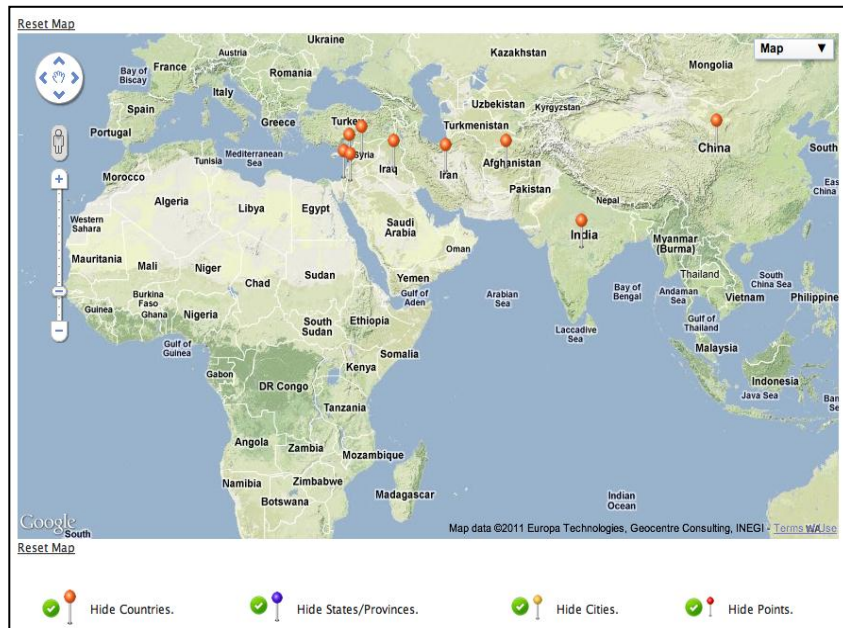 Reset Map
Ukraine
Kazakhstan
Map ▼
Mongolia
Austria
France
Bay of
Biscay
Romania
Italy
Uzbekistan
Kyrgyzstan
Spain
Greece
Turkmenistan
Portugal
Tunisia
Mediterranean
Sea
Syria
Iraq
Iran
Afghanistan
China
South
Morocco
Pakistan
East
China Sea
Algeria
Libya
Egypt
Saudi
Arabia
Nepal
Western
Sahara
India
Oman
Myanmar
(Burma)
Mauritania
Mali
Niger
Chad
Sudan
Yemen
Gulf of
Aden
Arabian
Sea
Bay of
Bengal
Thailand
Andaman
Sea
South
China Sea
Vietnam
Philippine
Burkina
Faso
Guinea
Ghana
Nigeria
South
Sudan
Ethiopia
Somalia
Laccadive
Sea
Gulf of
Thailand
Malaysia
Gulf of
Guinea
Gabon
DR Congo
Kenya
Indonesia
Java Sea
Tanzania
Angola
Zambia
Mozambique
Namibia
Zimbabwe
Botswana
Madagascar
Indian
Ocean
Google
South
Map data ©2011 Europa Technologies, Geocentre Consulting, INEGI - Terms of Use
WA
Reset Map
Hide Countries.
Hide States/Provinces.
Hide Cities.
Hide Points.